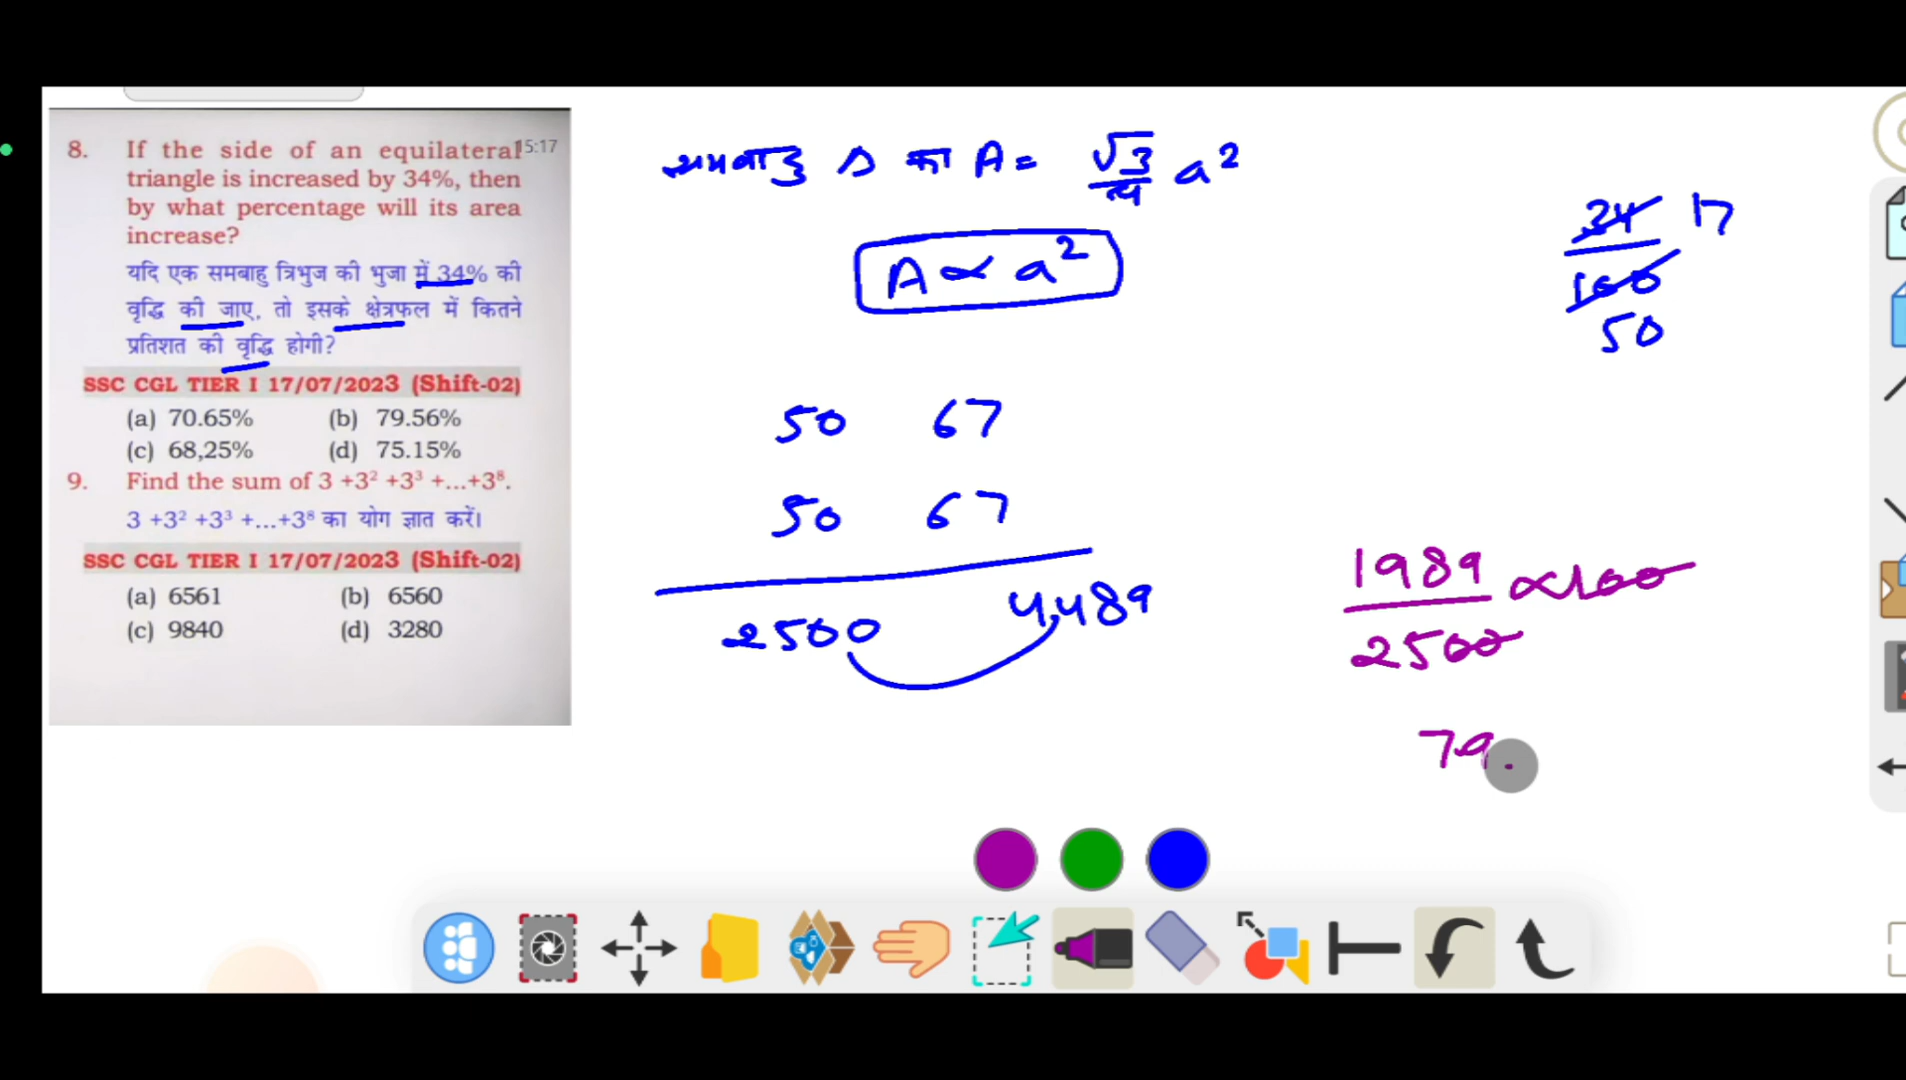 15:17
8. If the side of an equilateral
triangle is increased by 34%, then
by what percentage will its area
increase?
यदि एक समबाहु त्रिभुज की भुजा में 34% की
वृद्धि की जाए, तो इसके क्षेत्रफल में कितने
प्रतिशत की वृद्धि होगी?
SSC CGL TIER I 17/07/2023 (Shift-02)
(a) 70.65% (b) 79.56%
(c) 68,25% (d) 75.15%
9. Find the sum of 3 +3² +3³ +...+3⁸.
3 +3² +3³ +...+3⁸ का योग ज्ञात करें।
SSC CGL TIER I 17/07/2023 (Shift-02)
(a) 6561 (b) 6560
(c) 9840 (d) 3280
समबाहु Δ का A = √3/4 a²
A ∝ a²
50 67
50 67
2500 4,489
34 17
100
50
1989 ×100
2500
79.